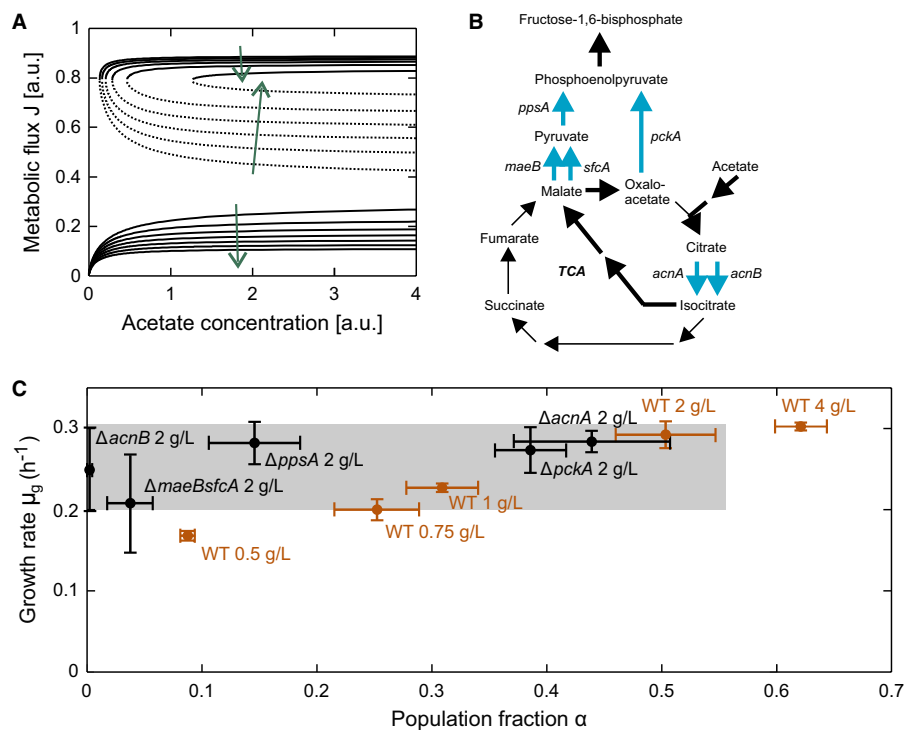 A
Metabolic flux J [a.u.]
1
0.8
0.6
0.4
0.2
0
0
1
2
3
4
Acetate concentration [a.u.]
B
Fructose-1,6-bisphosphate
Phosphoenolpyruvate
ppsA
Pyruvate
pckA
maeB
sfcA
Acetate
Malate
Oxalo-
acetate
Fumarate
Citrate
TCA
acnA
acnB
Succinate
Isocitrate
C
Growth rate μg (h-1)
0.3
0.2
0.1
0
ΔacnB 2 g/L
ΔmaeBsfcA 2 g/L
ΔppsA 2 g/L
WT 0.5 g/L
WT 0.75 g/L
WT 1 g/L
ΔacnA 2 g/L
ΔpckA 2 g/L
WT 2 g/L
WT 4 g/L
0
0.1
0.2
0.3
0.4
0.5
0.6
0.7
Population fraction α